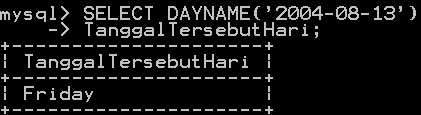 mysql> SELECT DAYNAME('2004-08-13')
    -> TanggalTersebutHari;
+---------------------+
| TanggalTersebutHari |
+---------------------+
| Friday              |
+---------------------+